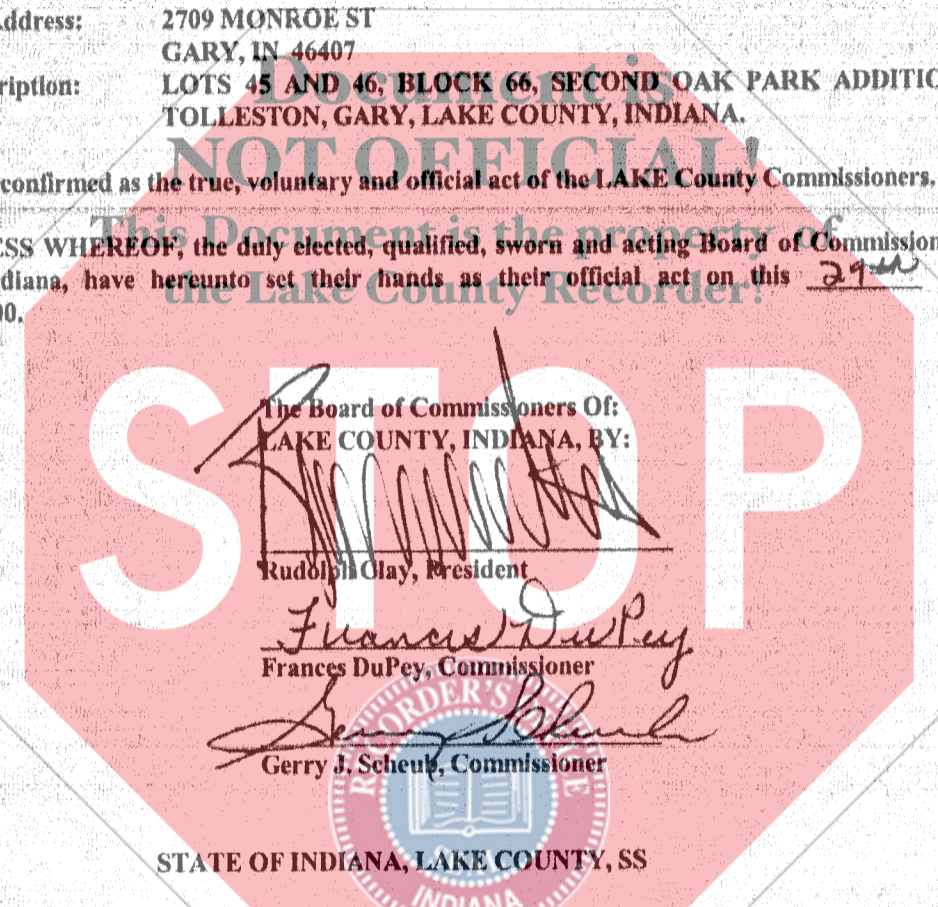 Address: 2709 MONROE ST
GARY, IN 46407
ription: LOTS 45 AND 46, BLOCK 66, SECOND OAK PARK ADDITIO
TOLLESTON, GARY, LAKE COUNTY, INDIANA.
Document is
NOT OFFICIAL!
confirmed as the true, voluntary and official act of the LAKE County Commissioners.
This Document is the property of
the Lake County Recorder!
ESS WHEREOF, the duly elected, qualified, sworn and acting Board of Commission
diana, have hereunto set their hands as their official act on this 29th
00.
STOP
The Board of Commissioners Of:
LAKE COUNTY, INDIANA, BY:
Rudolph Clay, President
Frances DuPey
Frances DuPey, Commissioner
Gerry J. Scheub, Commissioner
RECORDER'S OFFICE
STATE OF INDIANA, LAKE COUNTY, SS
INDIANA